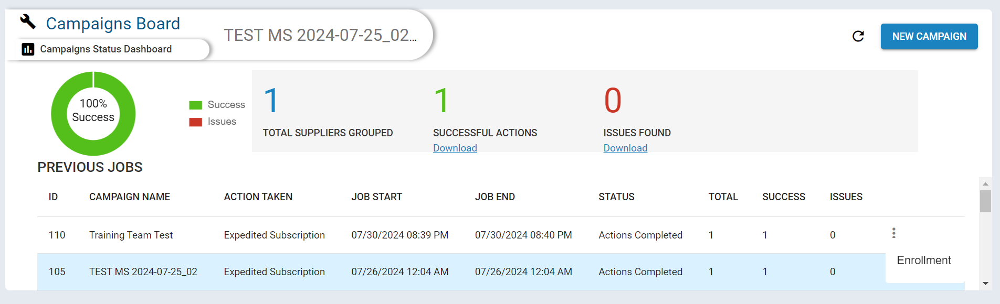 Campaigns Board
TEST MS 2024-07-25_02...
Campaigns Status Dashboard
NEW CAMPAIGN
100%
Success
Success
Issues
1
TOTAL SUPPLIERS GROUPED
1
SUCCESSFUL ACTIONS
Download
0
ISSUES FOUND
Download
PREVIOUS JOBS
ID CAMPAIGN NAME ACTION TAKEN JOB START JOB END STATUS TOTAL SUCCESS ISSUES
110 Training Team Test Expedited Subscription 07/30/2024 08:39 PM 07/30/2024 08:40 PM Actions Completed 1 1 0
Enrollment
105 TEST MS 2024-07-25_02 Expedited Subscription 07/26/2024 12:04 AM 07/26/2024 12:04 AM Actions Completed 1 1 0